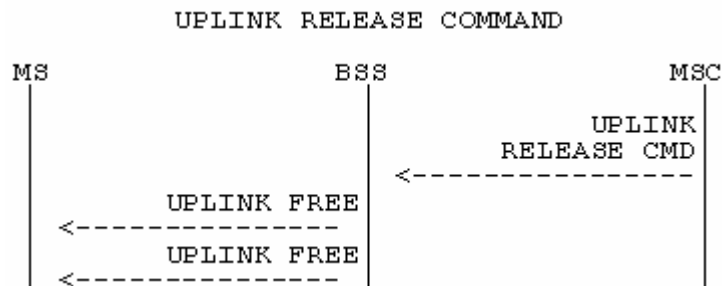 UPLINK RELEASE COMMAND
MS BSS MSC
UPLINK
RELEASE CMD
UPLINK FREE
UPLINK FREE